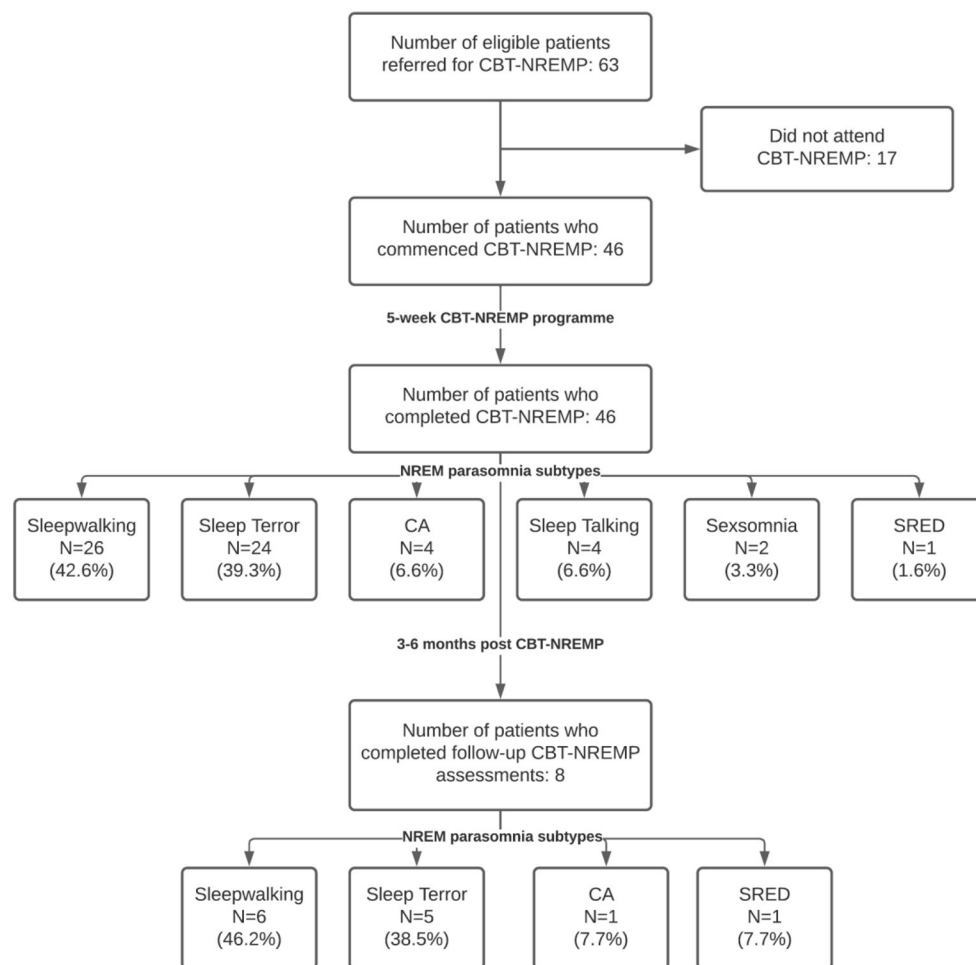 Number of eligible patients
referred for CBT-NREMP: 63
Did not attend
CBT-NREMP: 17
Number of patients who
commenced CBT-NREMP: 46
5-week CBT-NREMP programme
Number of patients who
completed CBT-NREMP: 46
NREM parasomnia subtypes
Sleepwalking
N=26
(42.6%)
Sleep Terror
N=24
(39.3%)
CA
N=4
(6.6%)
Sleep Talking
N=4
(6.6%)
Sexsomnia
N=2
(3.3%)
SRED
N=1
(1.6%)
3-6 months post CBT-NREMP
Number of patients who
completed follow-up CBT-NREMP
assessments: 8
NREM parasomnia subtypes
Sleepwalking
N=6
(46.2%)
Sleep Terror
N=5
(38.5%)
CA
N=1
(7.7%)
SRED
N=1
(7.7%)